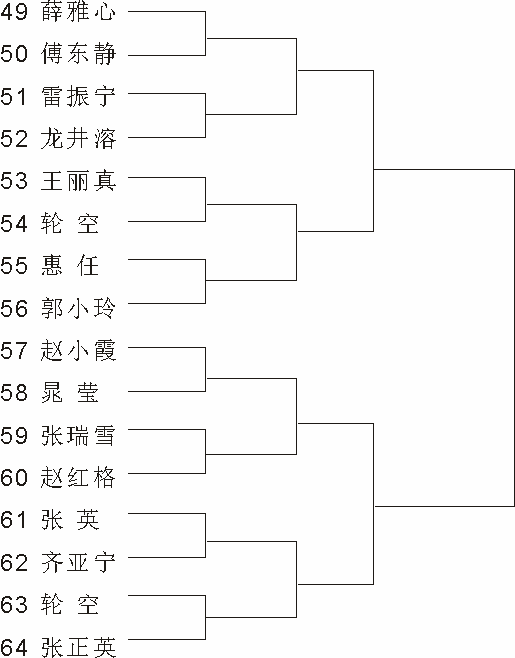 49 薛雅心
50 傅东静
51 雷振宁
52 龙井溶
53 王丽真
54 轮 空
55 惠 任
56 郭小玲
57 赵小霞
58 晁 莹
59 张瑞雪
60 赵红格
61 张 英
62 齐亚宁
63 轮 空
64 张正英